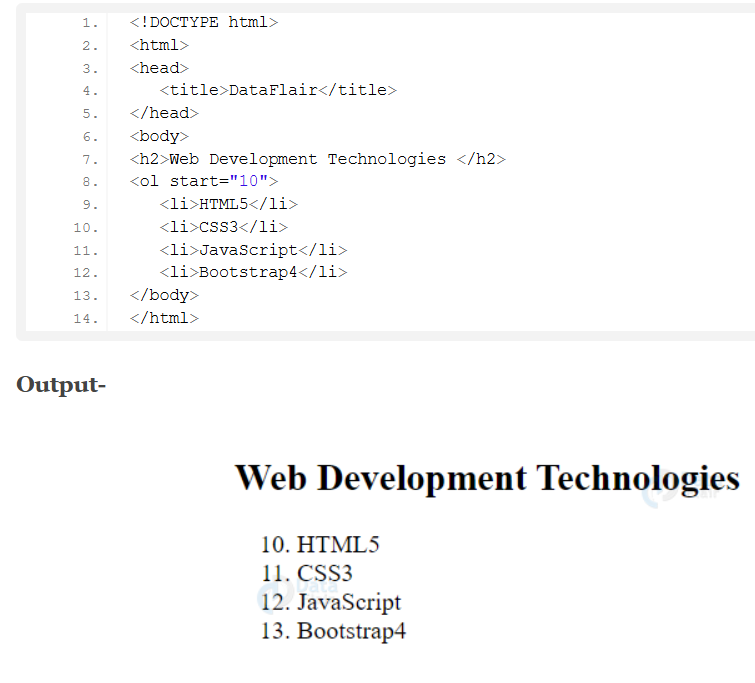 1. <!DOCTYPE html>
2. <html>
3. <head>
4. <title>DataFlair</title>
5. </head>
6. <body>
7. <h2>Web Development Technologies </h2>
8. <ol start="10">
9. <li>HTML5</li>
10. <li>CSS3</li>
11. <li>JavaScript</li>
12. <li>Bootstrap4</li>
13. </body>
14. </html>
Output-
Web Development Technologies
10. HTML5
11. CSS3
Data
12. JavaScript
13. Bootstrap4